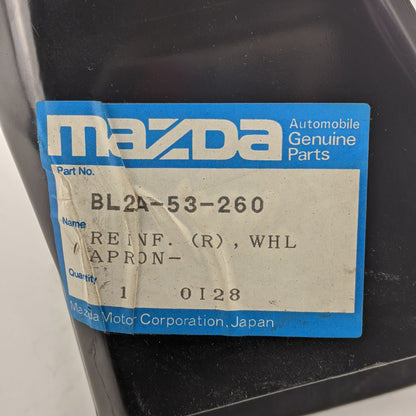 mazda
Automobile
Genuine
Parts
Part No.
BL2A-53-260
Name
REINF. (R), WHL
APRON-
Quantity
1 0128
Mazda Motor Corporation, Japan